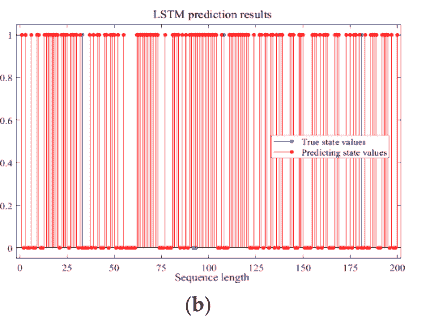 LSTM prediction results
1
0.8
0.6
0.4
0.2
0
True state values
Predicting state values
0 25 50 75 100 125 150 175 200
Sequence length
(b)